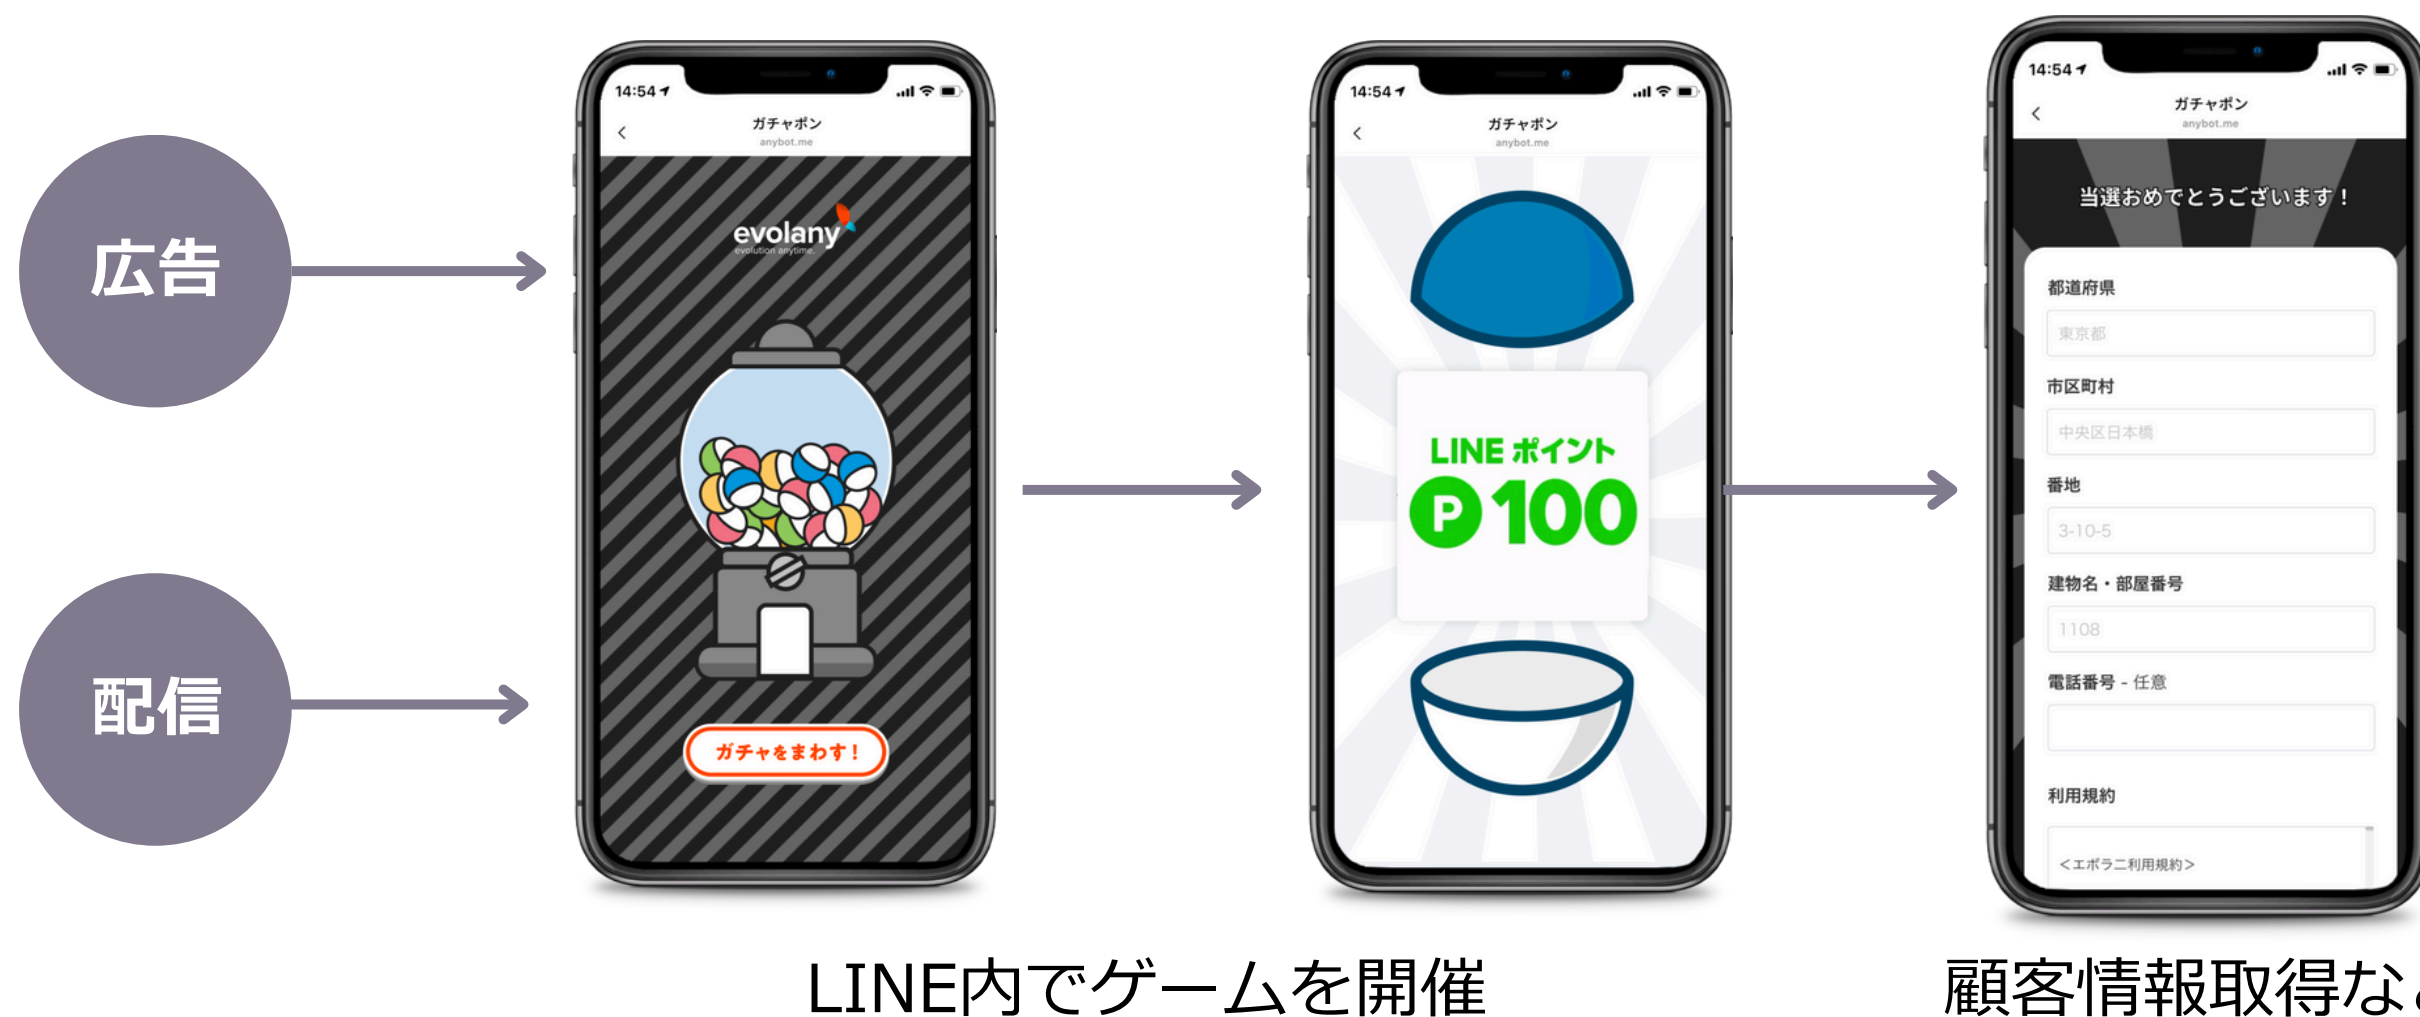 広告
配信
14:54
ガチャポン
anybot.me
evolany
evolution anytime.
ガチャをまわす！
14:54
ガチャポン
anybot.me
LINE ポイント
P 100
LINE内でゲームを開催
14:54
ガチャポン
anybot.me
当選おめでとうございます！
都道府県
東京都
市区町村
中央区日本橋
番地
3-10-5
建物名・部屋番号
1108
電話番号 - 任意
利用規約
＜エボラニ利用規約＞
顧客情報取得な